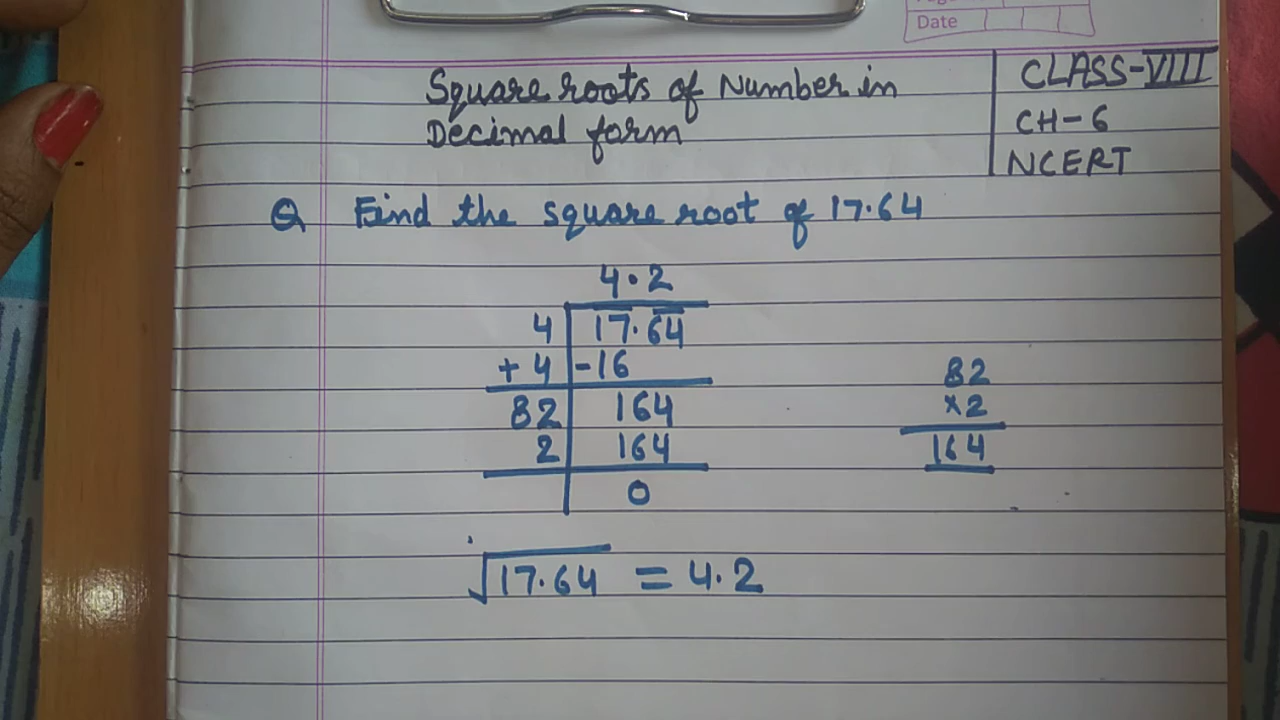 Date
Square roots of Number in
Decimal form
CLASS-VIII
CH-6
NCERT
Q Find the square root of 17.64
4.2
4 17.64
+4 -16
82 164
2 164
0
82
×2
164
√17.64 = 4.2